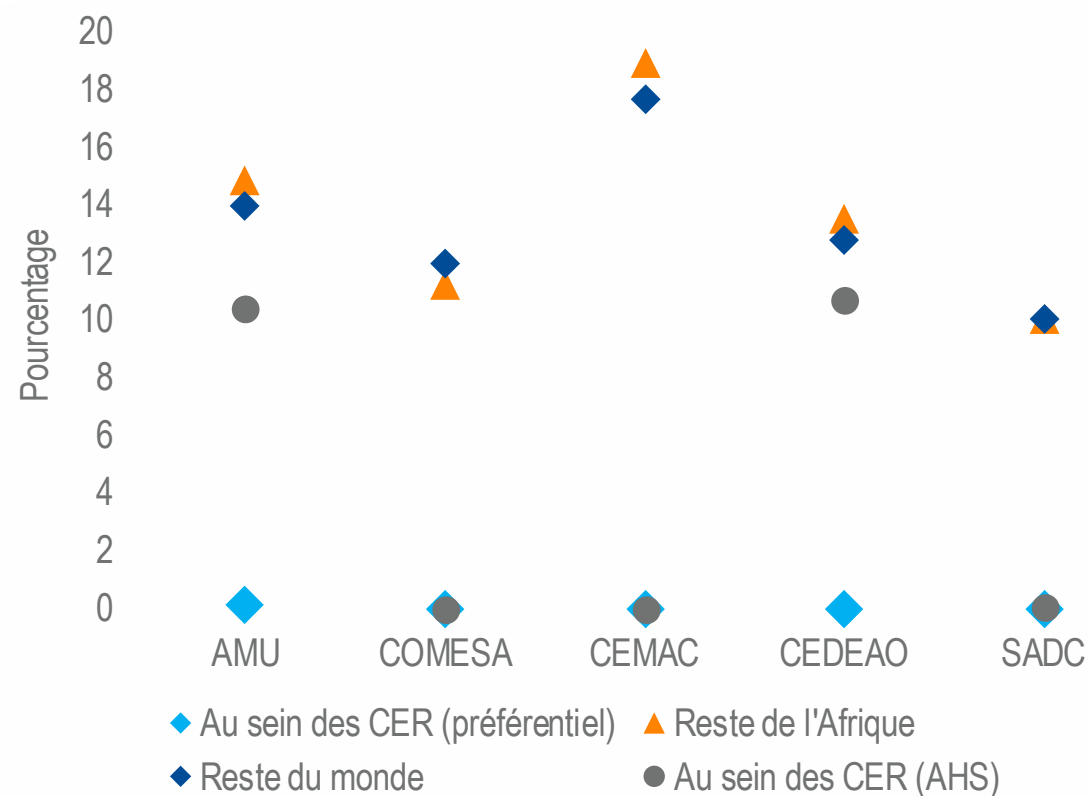 20
18
16
14
12
10
8
6
4
2
0
Pourcentage
AMU COMESA CEMAC CEDEAO SADC
Au sein des CER (préférentiel) Reste de l'Afrique
Reste du monde Au sein des CER (AHS)